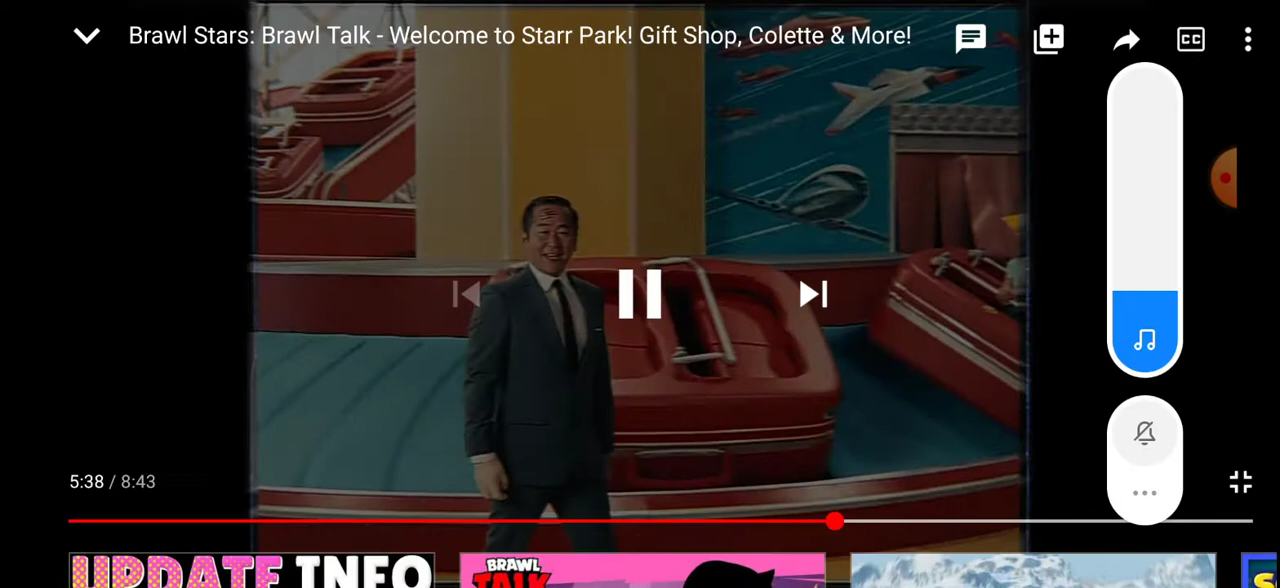 Brawl Stars: Brawl Talk - Welcome to Starr Park! Gift Shop, Colette & More!
CC
5:38 / 8:43
UPDATE INFO
BRAWL
TALK
S